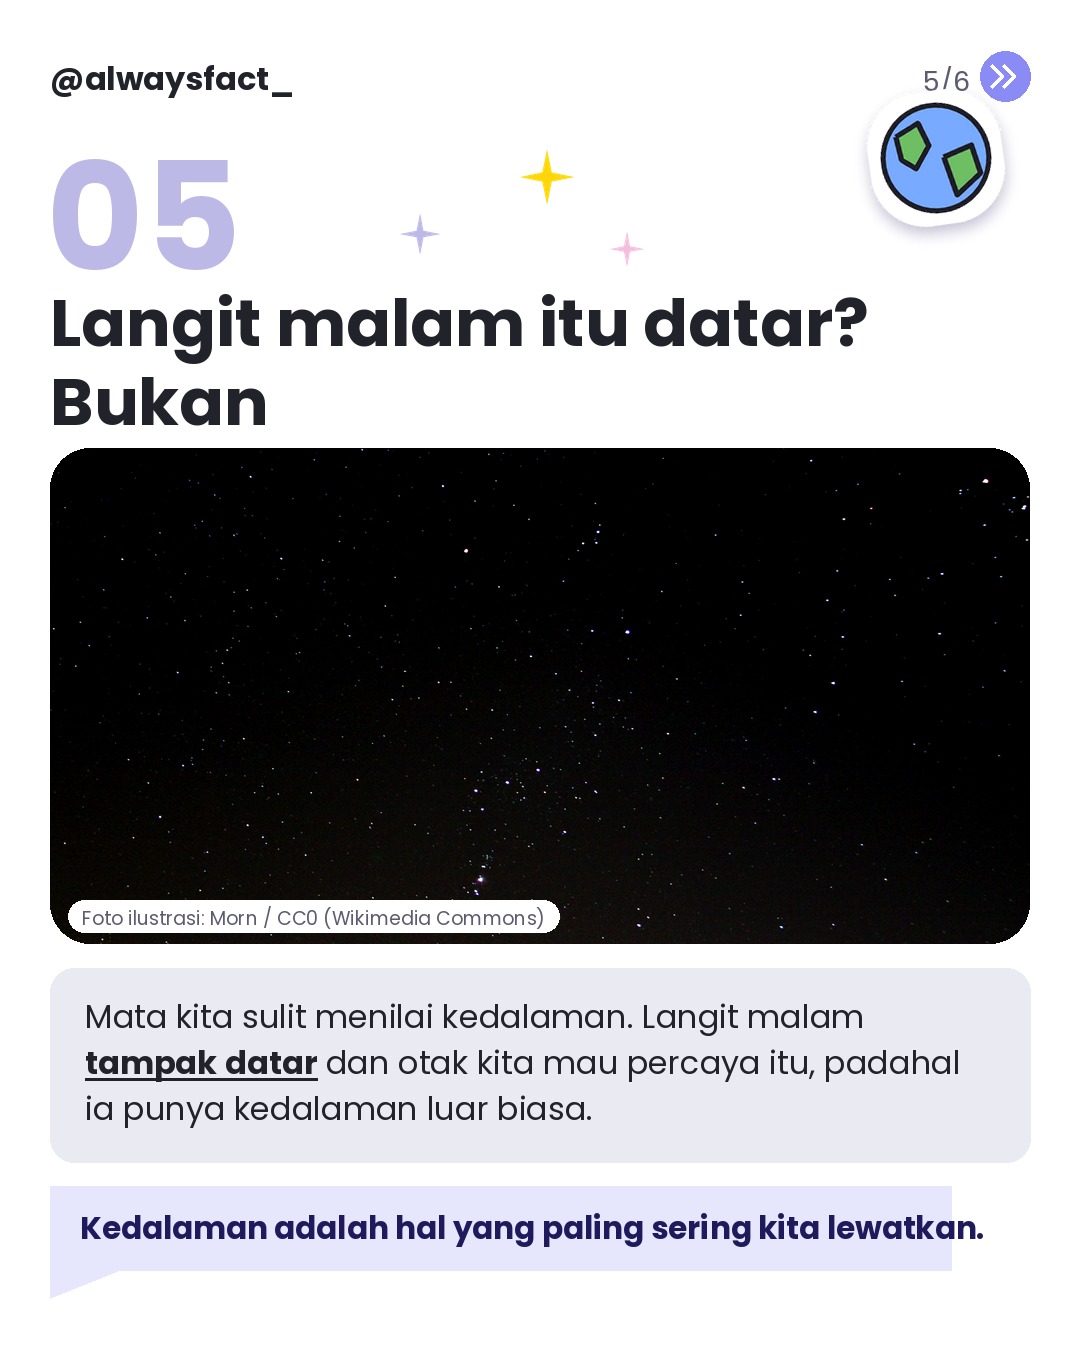 @alwaysfact_
5/6
05
Langit malam itu datar?
Bukan
Foto ilustrasi: Morn / CC0 (Wikimedia Commons)
Mata kita sulit menilai kedalaman. Langit malam
tampak datar dan otak kita mau percaya itu, padahal
ia punya kedalaman luar biasa.
Kedalaman adalah hal yang paling sering kita lewatkan.